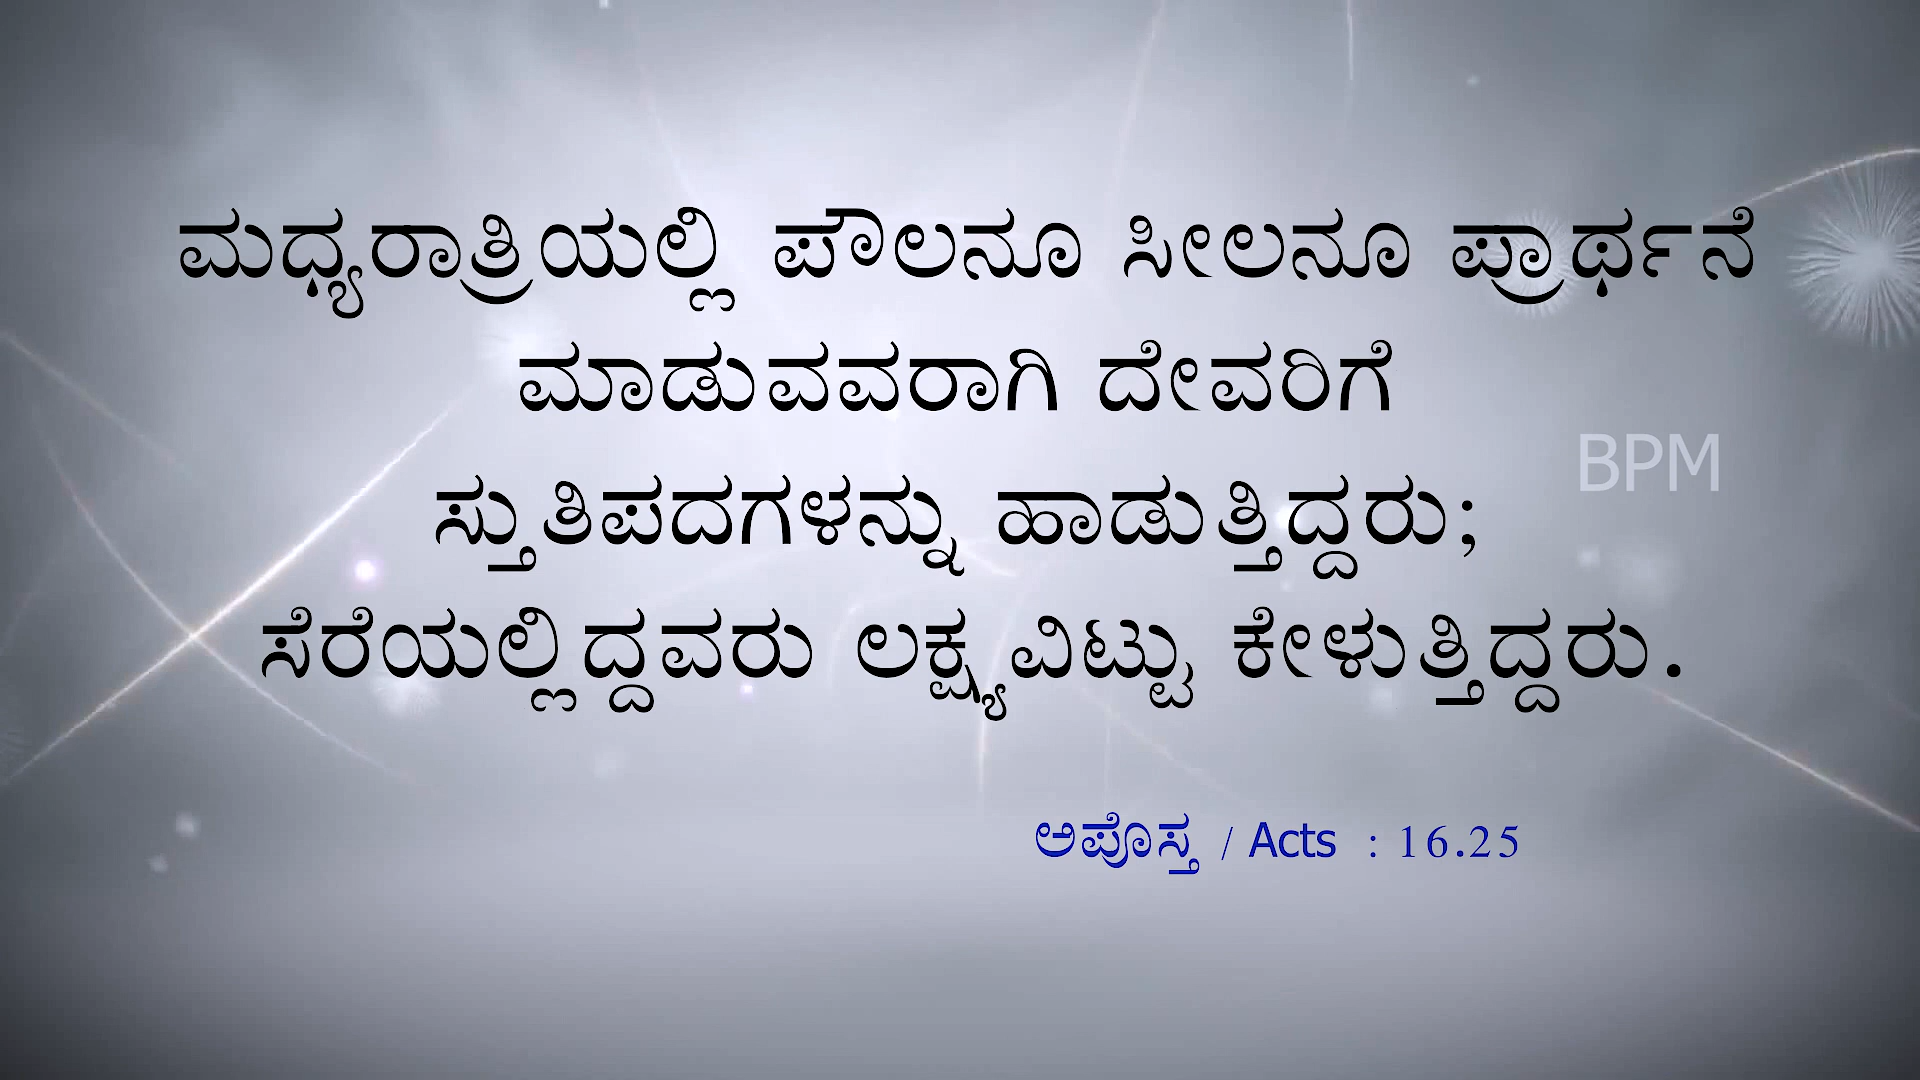 ಮಧ್ಯರಾತ್ರಿಯಲ್ಲಿ ಪೌಲನೂ ಸೀಲನೂ ಪ್ರಾರ್ಥನೆ
ಮಾಡುವವರಾಗಿ ದೇವರಿಗೆ
BPM
ಸ್ತುತಿಪದಗಳನ್ನು ಹಾಡುತ್ತಿದ್ದರು;
ಸೆರೆಯಲ್ಲಿದ್ದವರು ಲಕ್ಷ್ಯವಿಟ್ಟು ಕೇಳುತ್ತಿದ್ದರು.
ಅಪೊಸ್ತ / Acts : 16.25